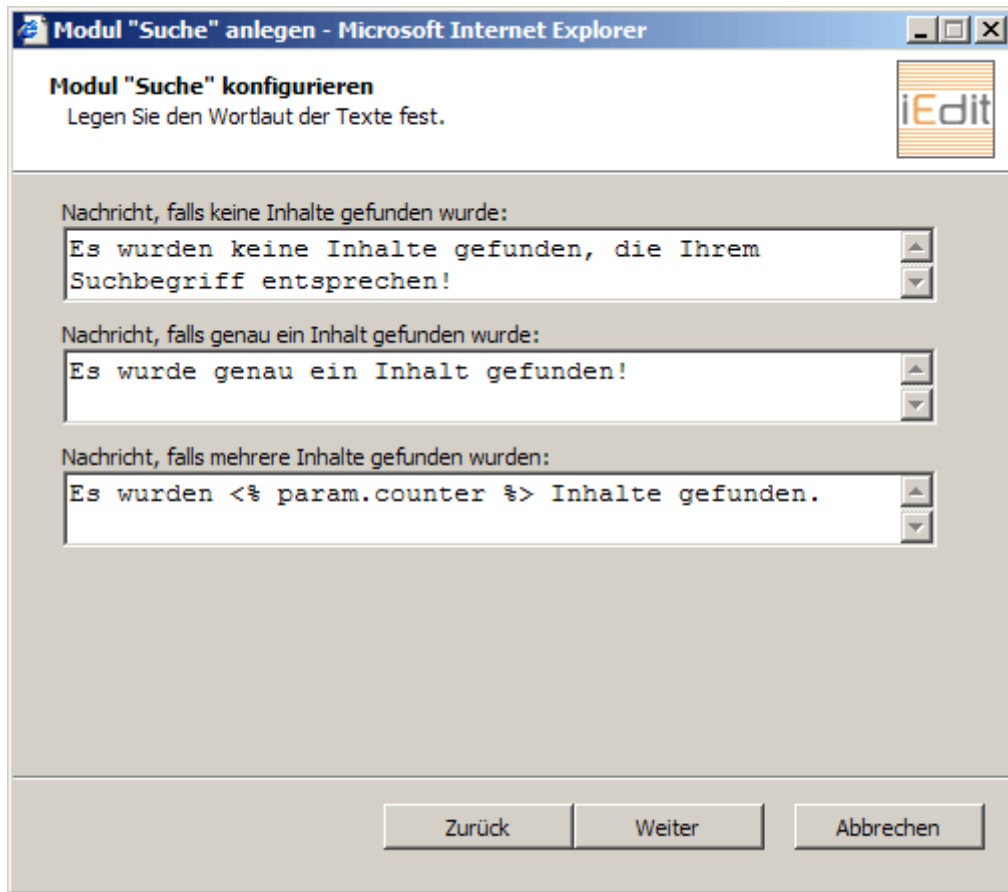 Modul "Suche" anlegen - Microsoft Internet Explorer
Modul "Suche" konfigurieren
Legen Sie den Wortlaut der Texte fest.
iEdit
Nachricht, falls keine Inhalte gefunden wurde:
Es wurden keine Inhalte gefunden, die Ihrem
Suchbegriff entsprechen!
Nachricht, falls genau ein Inhalt gefunden wurde:
Es wurde genau ein Inhalt gefunden!
Nachricht, falls mehrere Inhalte gefunden wurden:
Es wurden <% param.counter %> Inhalte gefunden.
Zurück Weiter Abbrechen